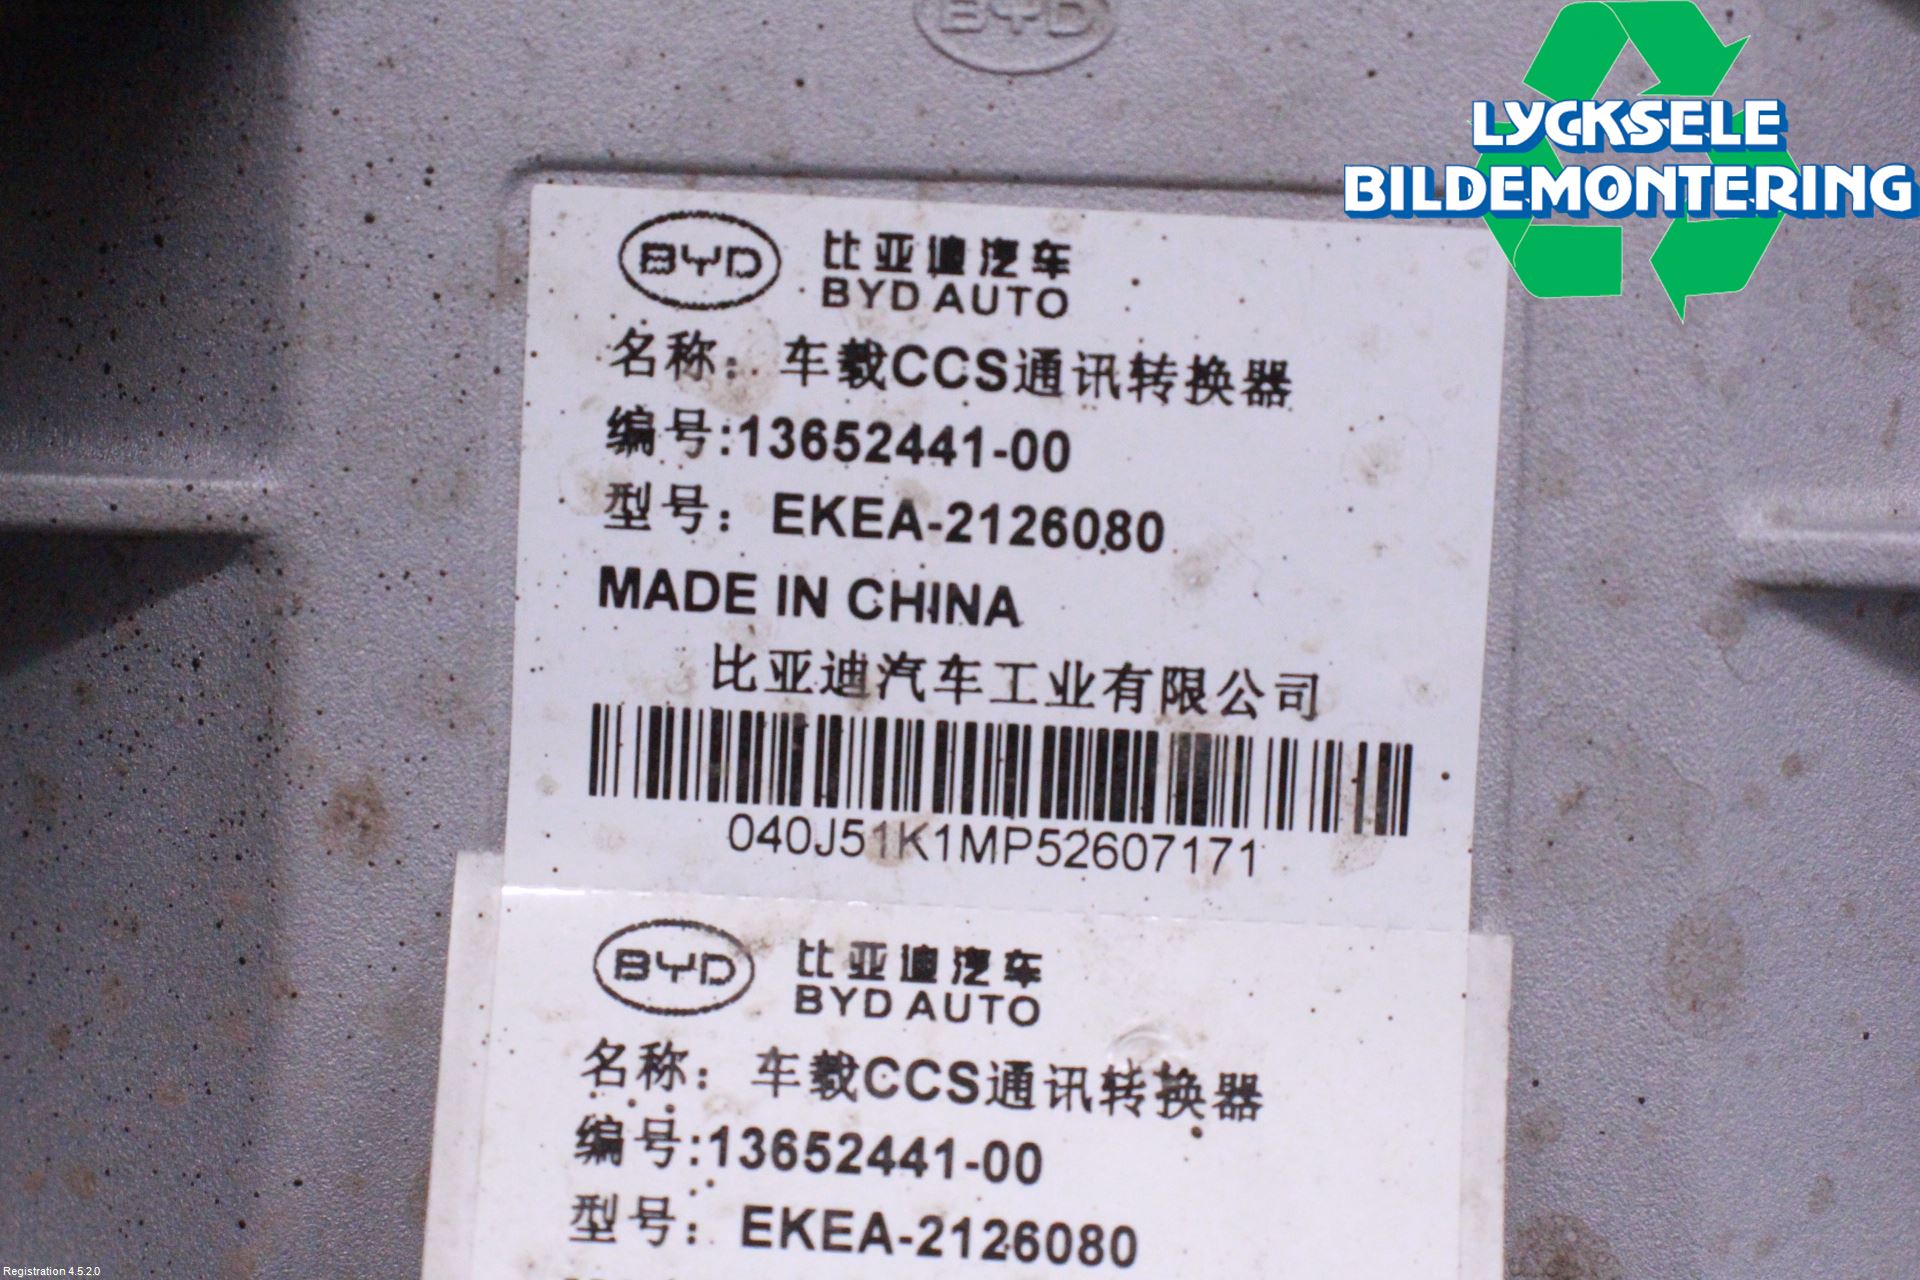 BYD
LYCKSELE
BILDEMONTERING
BYD 比亚迪汽车
BYD AUTO
名称：车载CCS通讯转换器
编号:13652441-00
型号：EKEA-2126080
MADE IN CHINA
比亚迪汽车工业有限公司
040J51K1MP52607171
BYD 比亚迪汽车
BYD AUTO
名称：车载CCS通讯转换器
编号:13652441-00
型号：EKEA-2126080
Registration 4.5.2.0